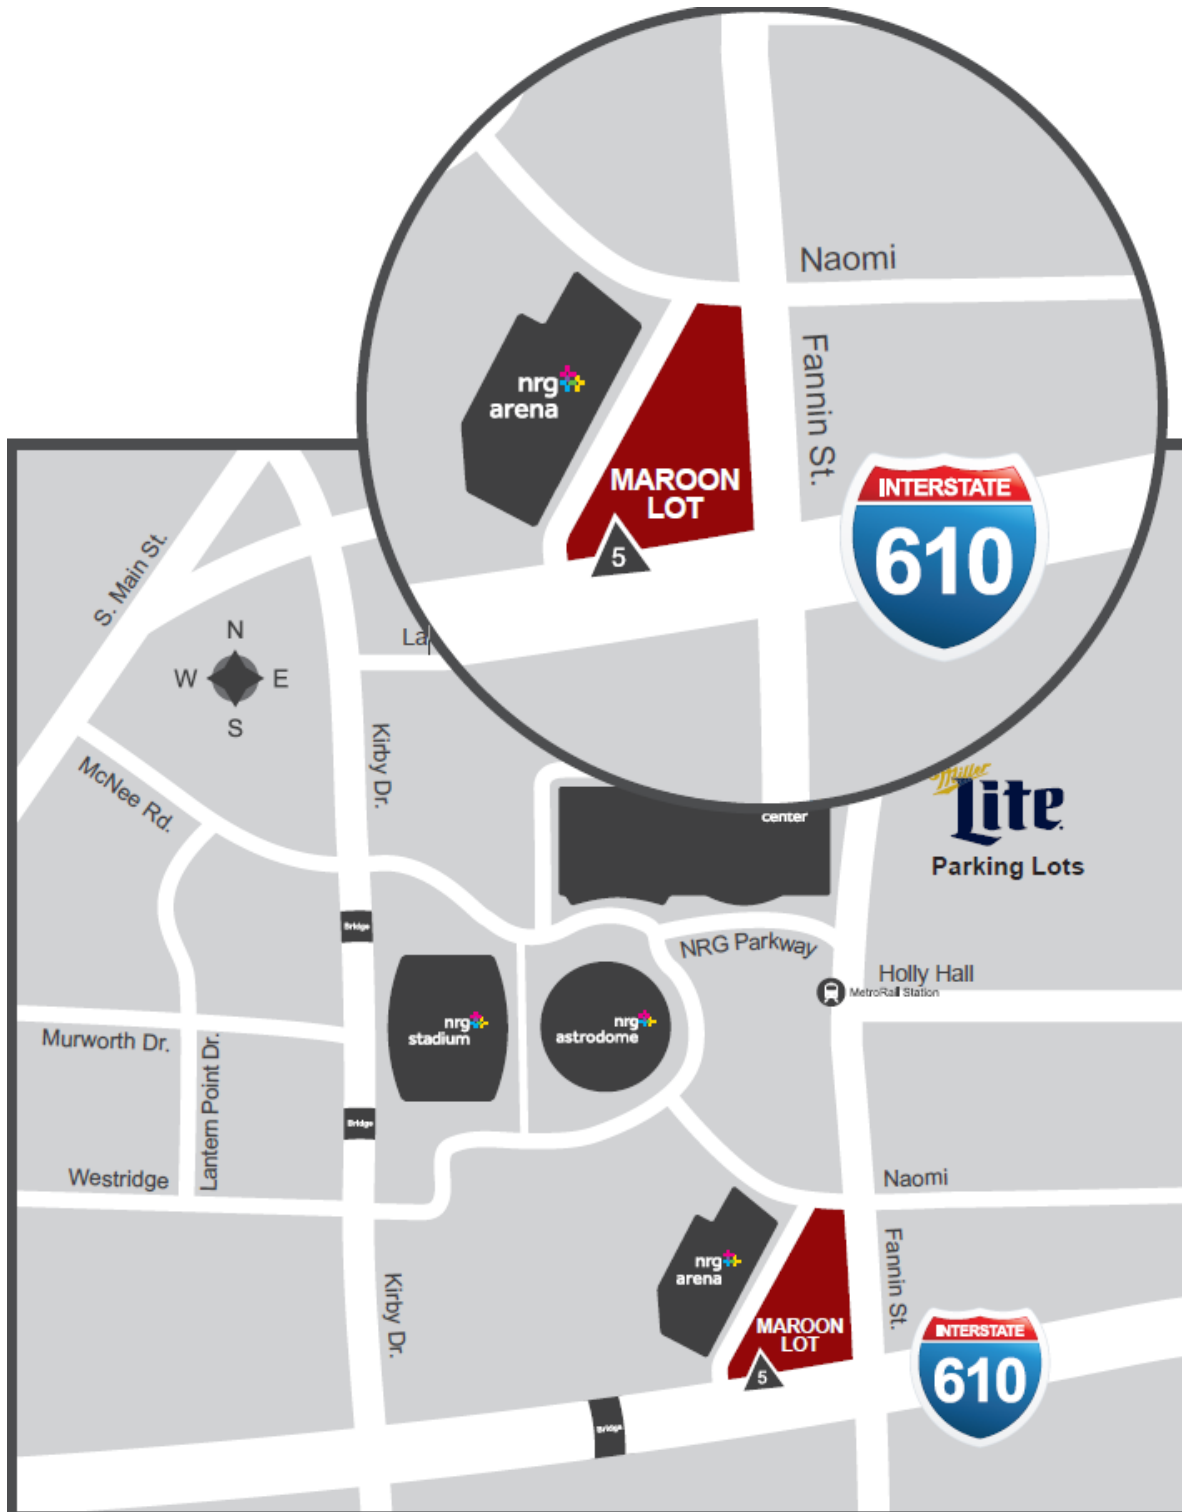 Naomi
nrg
arena
Fannin St.
MAROON
LOT
5
INTERSTATE
610
S. Main St.
N
W
E
S
La
Kirby Dr.
McNee Rd.
center
Miller
Lite
Parking Lots
Bridge
NRG Parkway
Holly Hall
MetroRail Station
nrg
stadium
nrg
astrodome
Murworth Dr.
Lantern Point Dr.
Bridge
Westridge
Naomi
nrg
arena
Fannin St.
Kirby Dr.
MAROON
LOT
5
INTERSTATE
610
Bridge